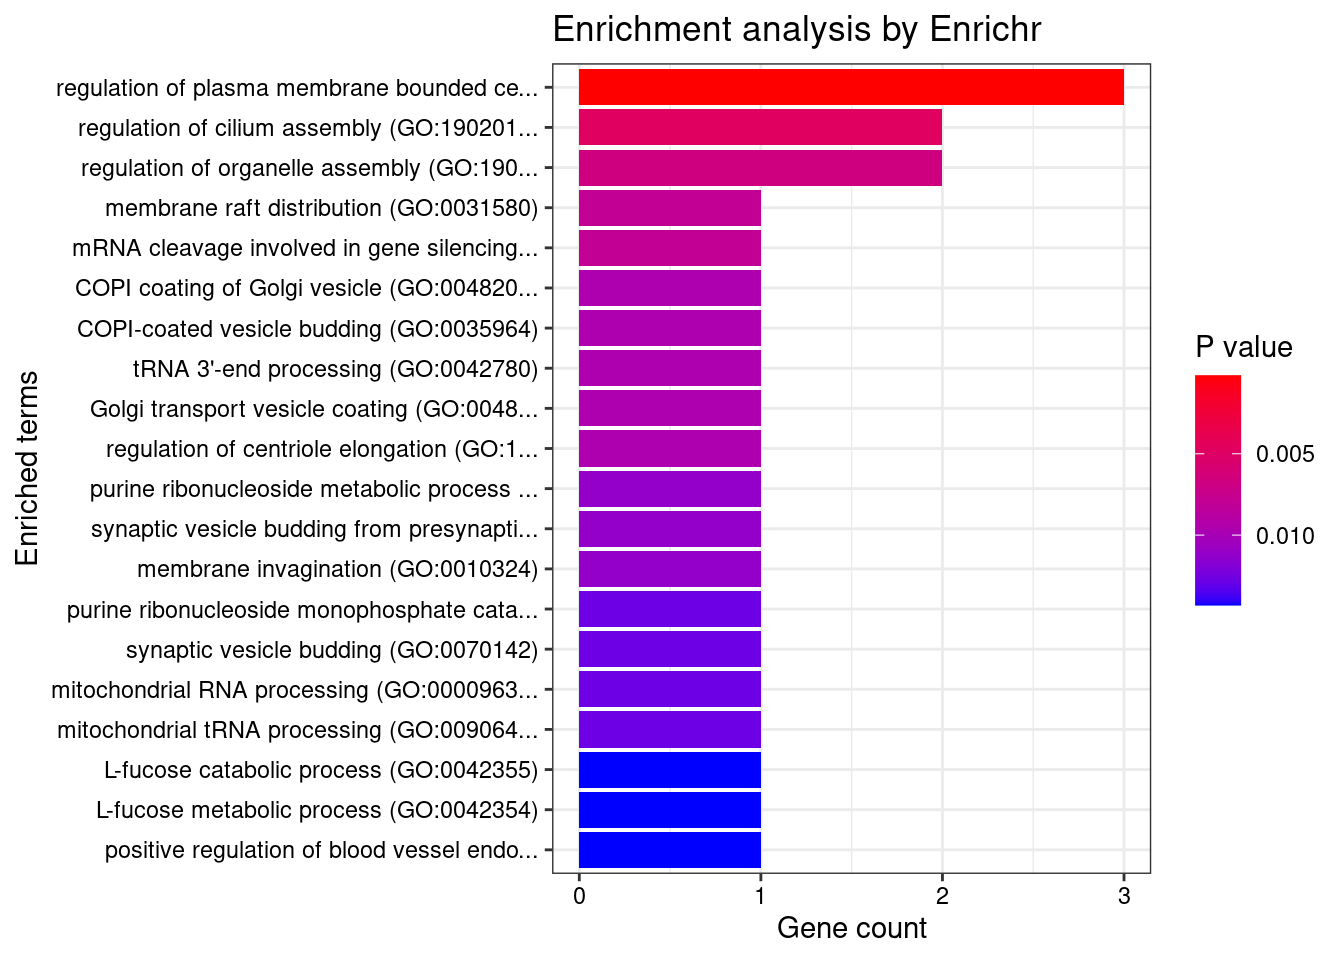 Enrichment analysis by Enrichr
regulation of plasma membrane bounded ce...
regulation of cilium assembly (GO:190201...
regulation of organelle assembly (GO:190...
membrane raft distribution (GO:0031580)
mRNA cleavage involved in gene silencing...
COPI coating of Golgi vesicle (GO:004820...
COPI-coated vesicle budding (GO:0035964)
tRNA 3'-end processing (GO:0042780)
Golgi transport vesicle coating (GO:0048...
regulation of centriole elongation (GO:1...
purine ribonucleoside metabolic process ...
synaptic vesicle budding from presynapti...
membrane invagination (GO:0010324)
purine ribonucleoside monophosphate cata...
synaptic vesicle budding (GO:0070142)
mitochondrial RNA processing (GO:0000963...
mitochondrial tRNA processing (GO:009064...
L-fucose catabolic process (GO:0042355)
L-fucose metabolic process (GO:0042354)
positive regulation of blood vessel endo...
Enriched terms
0 1 2 3
Gene count
P value
0.005
0.010